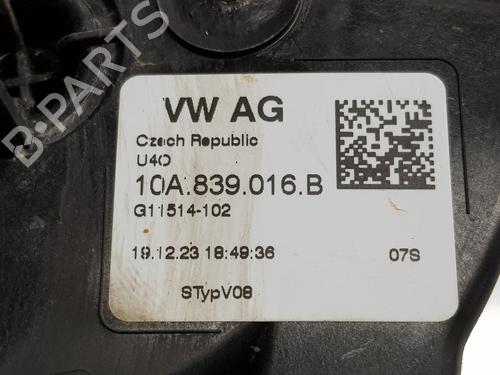 VW AG
Czech Republic
U4O
10A.839.016.B
G11514-102
19.12.23 18:49:36 07S
STypV08
B-PARTS